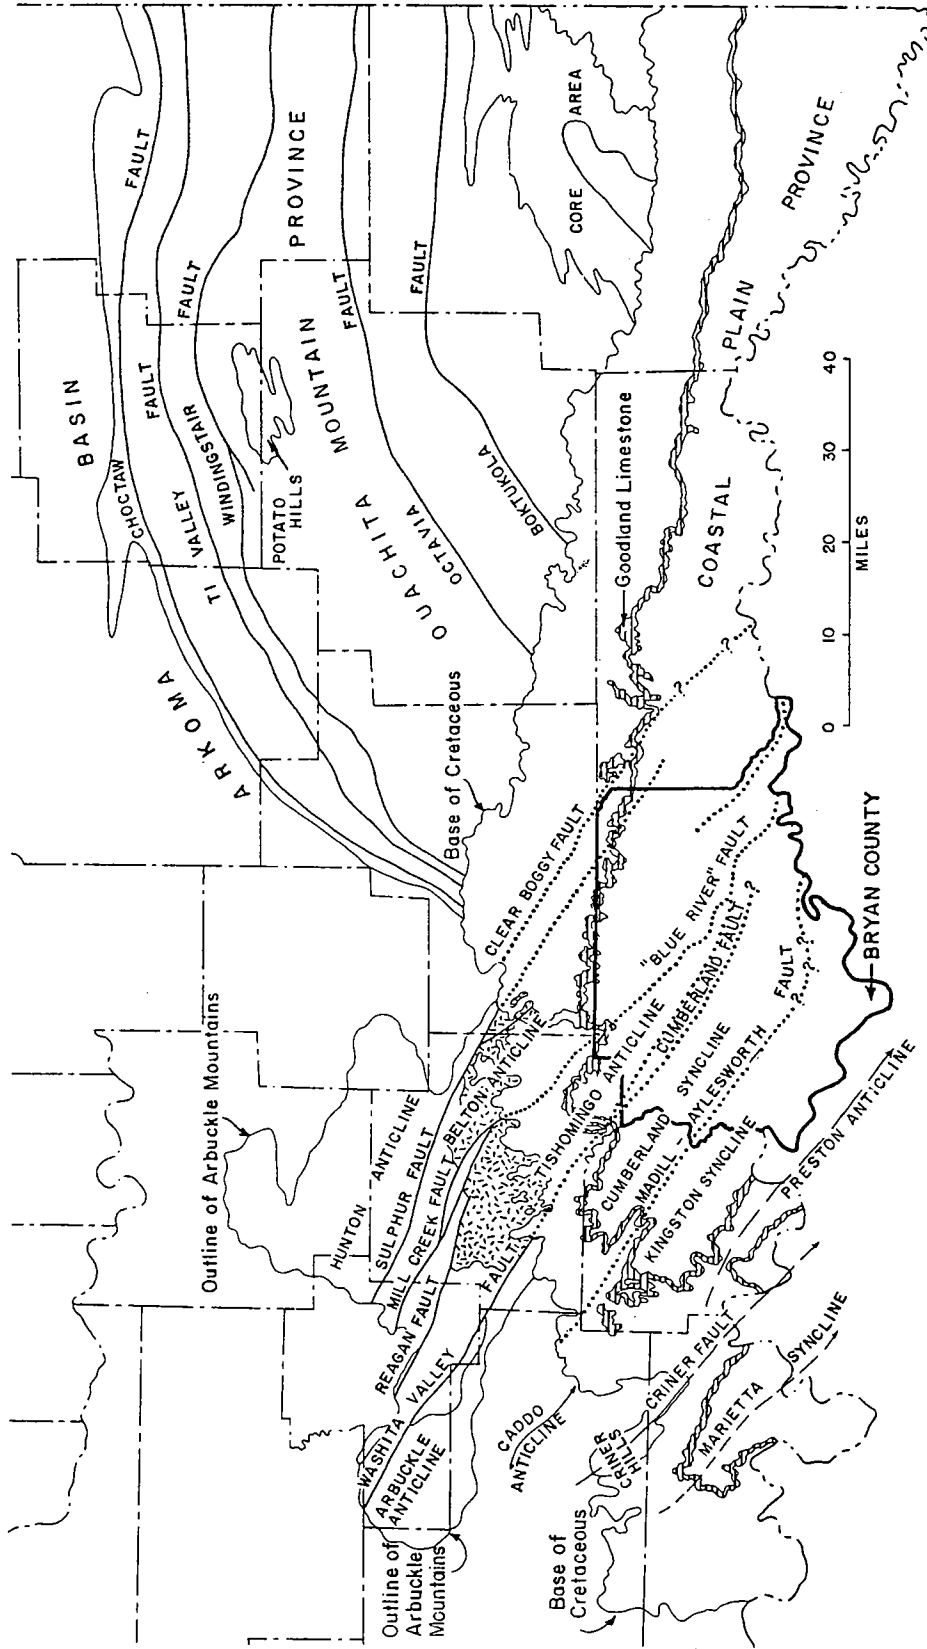 ARKOMA
BASIN
CHOCTAW
FAULT
TI VALLEY
FAULT
WINDINGSTAIR
FAULT
POTATO
HILLS
OUACHITA
MOUNTAIN
PROVINCE
OCTAVIA
FAULT
BOKTUKOLA
FAULT
CORE
AREA
Outline of Arbuckle Mountains
Base of Cretaceous
Goodland Limestone
HUNTON ANTICLINE
SULPHUR FAULT
MILL CREEK FAULT
BELTON ANTICLINE
REAGAN FAULT
WASHITA VALLEY
FAULT
ARBUCKLE
ANTICLINE
Outline of
Arbuckle
Mountains
TISHOMINGO ANTICLINE
CLEAR BOGGY FAULT
"BLUE RIVER" FAULT
CUMBERLAND FAULT
?
CUMBERLAND SYNCLINE
MADILL AYLESWORTH
FAULT
? ?
?
KINGSTON SYNCLINE
PRESTON ANTICLINE
CADDO
ANTICLINE
CRINER
HILLS
CRINER FAULT
MARIETTA
SYNCLINE
Base of
Cretaceous
BRYAN COUNTY
? ?
COASTAL
PLAIN
PROVINCE
0 10 20 30 40
MILES